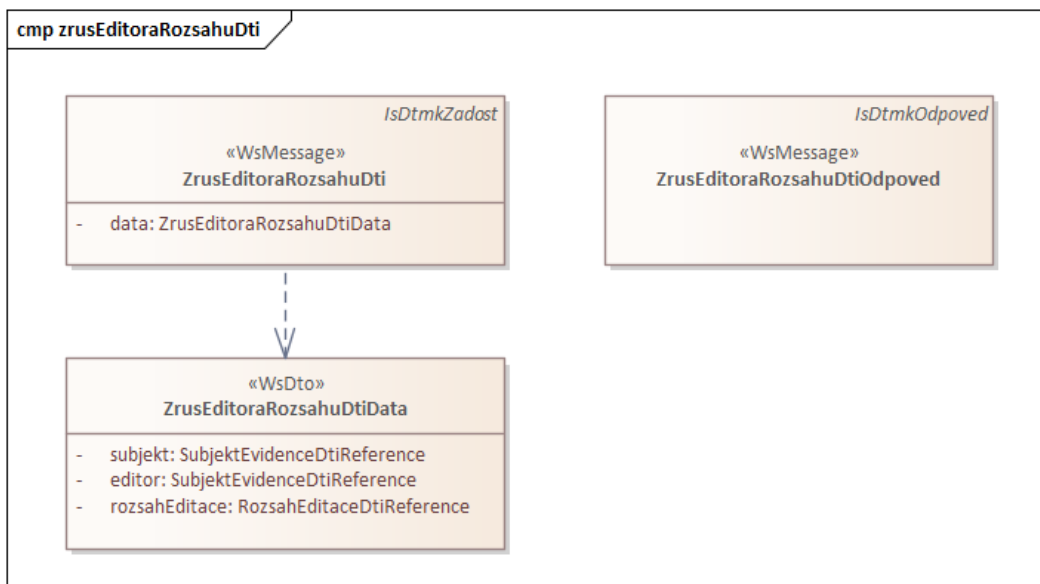 cmp zrusEditoraRozsahuDti
IsDtmkZadost
«WsMessage»
ZrusEditoraRozsahuDti
- data: ZrusEditoraRozsahuDtiData
IsDtmkOdpoved
«WsMessage»
ZrusEditoraRozsahuDtiOdpoved
«WsDto»
ZrusEditoraRozsahuDtiData
- subjekt: SubjektEvidenceDtiReference
- editor: SubjektEvidenceDtiReference
- rozsahEditace: RozsahEditaceDtiReference